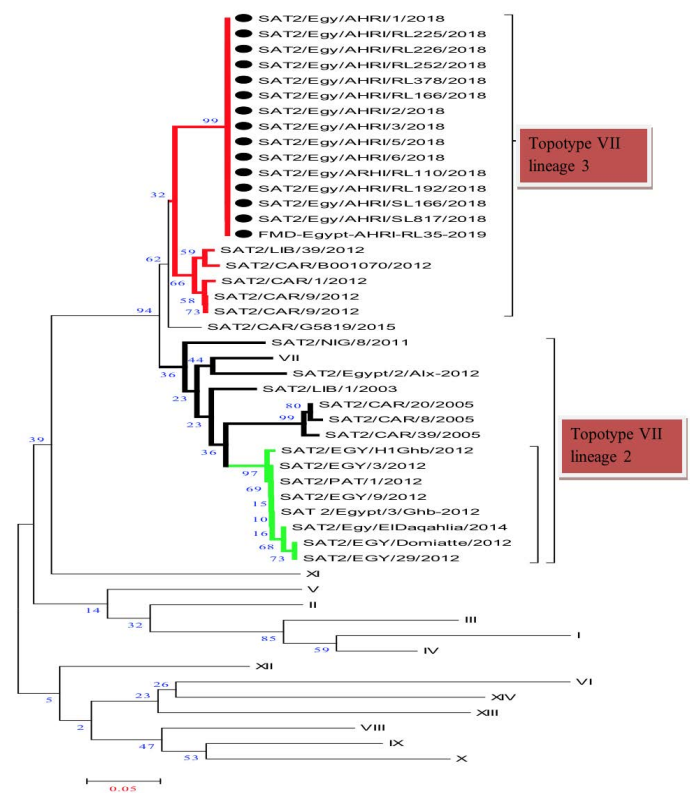 SAT2/Egy/AHRI/1/2018
SAT2/Egy/AHRI/RL225/2018
SAT2/Egy/AHRI/RL226/2018
SAT2/Egy/AHRI/RL252/2018
SAT2/Egy/AHRI/RL378/2018
SAT2/Egy/AHRI/RL166/2018
SAT2/Egy/AHRI/2/2018
99
SAT2/Egy/AHRI/3/2018
SAT2/Egy/AHRI/5/2018
SAT2/Egy/AHRI/6/2018
SAT2/Egy/ARHI/RL110/2018
SAT2/Egy/AHRI/RL192/2018
SAT2/Egy/AHRI/SL166/2018
SAT2/Egy/AHRI/SL817/2018
FMD-Egypt-AHRI-RL35-2019
Topotype VII
lineage 3
32
59
SAT2/LIB/39/2012
62
SAT2/CAR/B001070/2012
66
SAT2/CAR/1/2012
58
SAT2/CAR/9/2012
73
SAT2/CAR/9/2012
94
SAT2/CAR/G5819/2015
SAT2/NIG/8/2011
36
44
VII
SAT2/Egypt/2/Alx-2012
23
SAT2/LIB/1/2003
80
SAT2/CAR/20/2005
99
SAT2/CAR/8/2005
SAT2/CAR/39/2005
36
SAT2/EGY/H1Ghb/2012
97
SAT2/EGY/3/2012
69
SAT2/PAT/1/2012
15
SAT2/EGY/9/2012
10
SAT 2/Egypt/3/Ghb-2012
16
SAT2/Egy/ElDaqahlia/2014
68
SAT2/EGY/Domiatte/2012
73
SAT2/EGY/29/2012
Topotype VII
lineage 2
39
XI
V
14
II
32
III
85
I
59
IV
XII
5
26
VI
23
XIV
XIII
2
VIII
47
IX
53
X
0.05